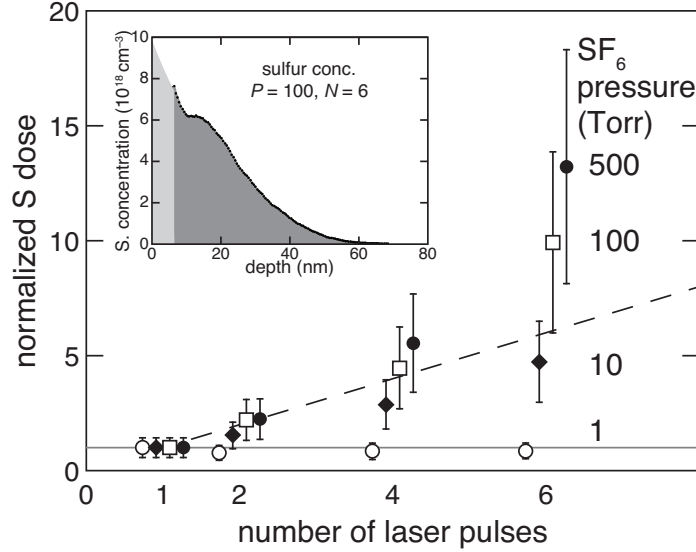 20
15
10
5
0
normalized S dose
0
1
2
4
6
number of laser pulses
SF6
pressure
(Torr)
500
100
10
1
10
8
6
4
2
0
S. concentration (10¹⁸ cm⁻³)
sulfur conc.
P = 100, N = 6
0
20
40
60
80
depth (nm)